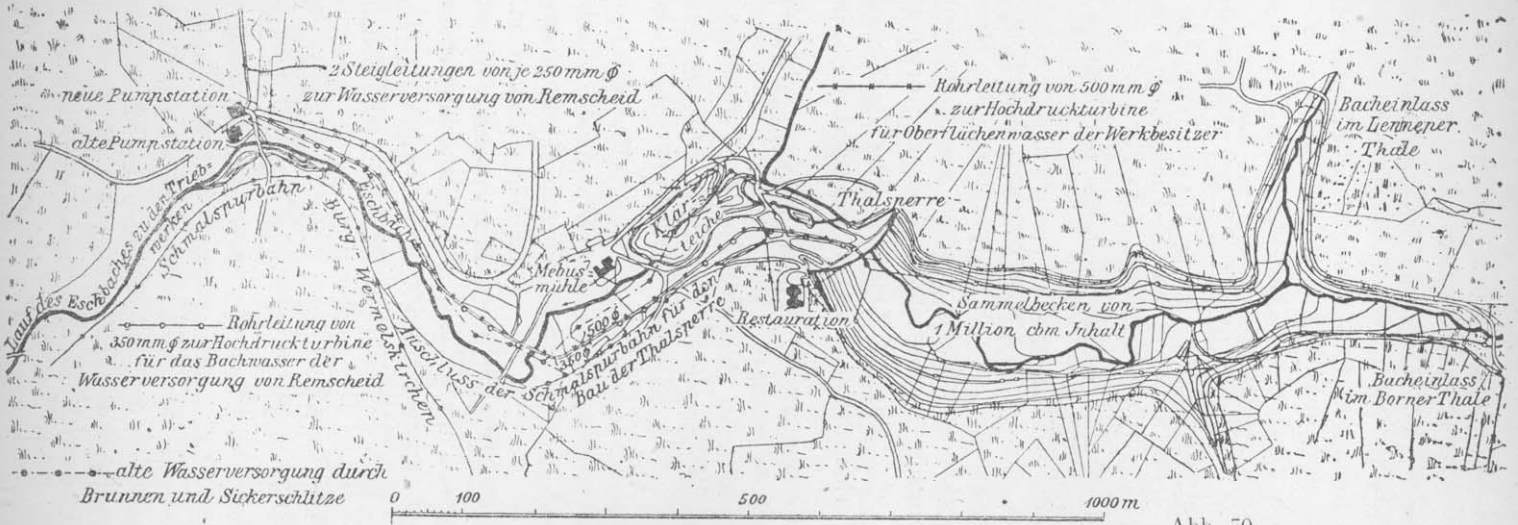 2 Steigleitungen von je 250 mm ϕ
zur Wasserversorgung von Remscheid
neue Pumpstation
alte Pumpstation
Rohrleitung von 500 mm ϕ
zur Hochdruckturbine
für Oberflächenwasser der Werkbesitzer
Bacheinlass
im Lenneper
Thale
Lauf des Eschbaches zu den Trieb-
werken
Schmalspurbahn
Burg-Wermelskirchen
Eschbach
Klär-
teiche
Thalsperre
Mebus-
mühle
Restauration
Sammelbecken von
1 Million cbm Jnhalt
500 ϕ
350 ϕ
Anschluss der Schmalspurbahn für den
Bau der Thalsperre
Rohrleitung von
350 mm ϕ zur Hochdruckturbine
für das Bachwasser der
Wasserversorgung von Remscheid
Bacheinlass
im Borner Thale
alte Wasserversorgung durch
Brunnen und Sickerschlitze
0 100 500 1000 m
Abb. 70